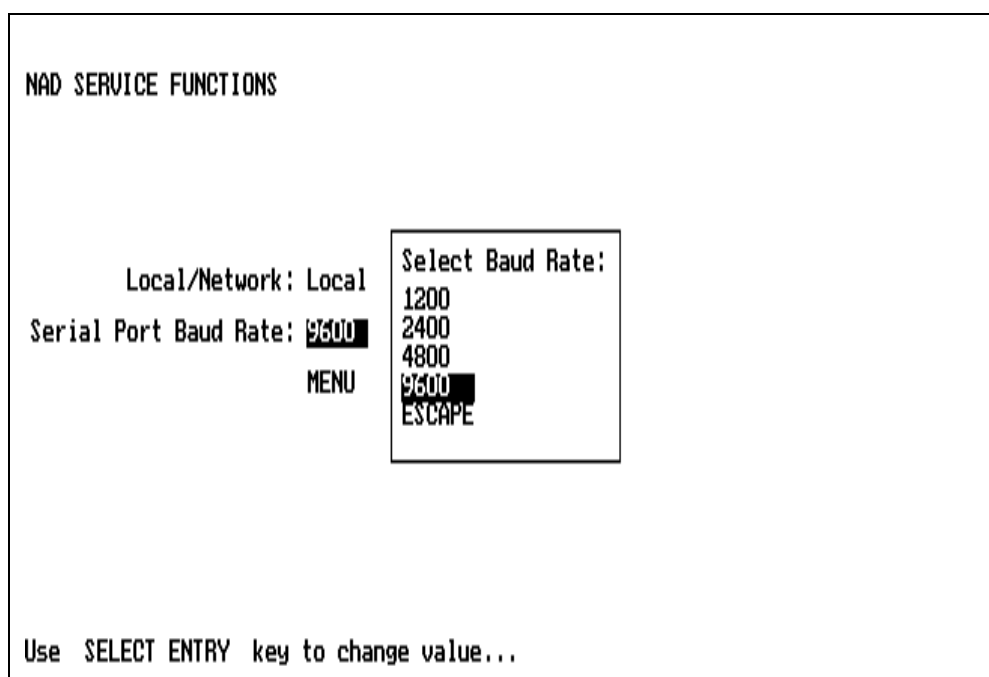 NAD SERVICE FUNCTIONS
Local/Network: Local
Serial Port Baud Rate: 9600
MENU
Select Baud Rate:
1200
2400
4800
9600
ESCAPE
Use SELECT ENTRY key to change value...